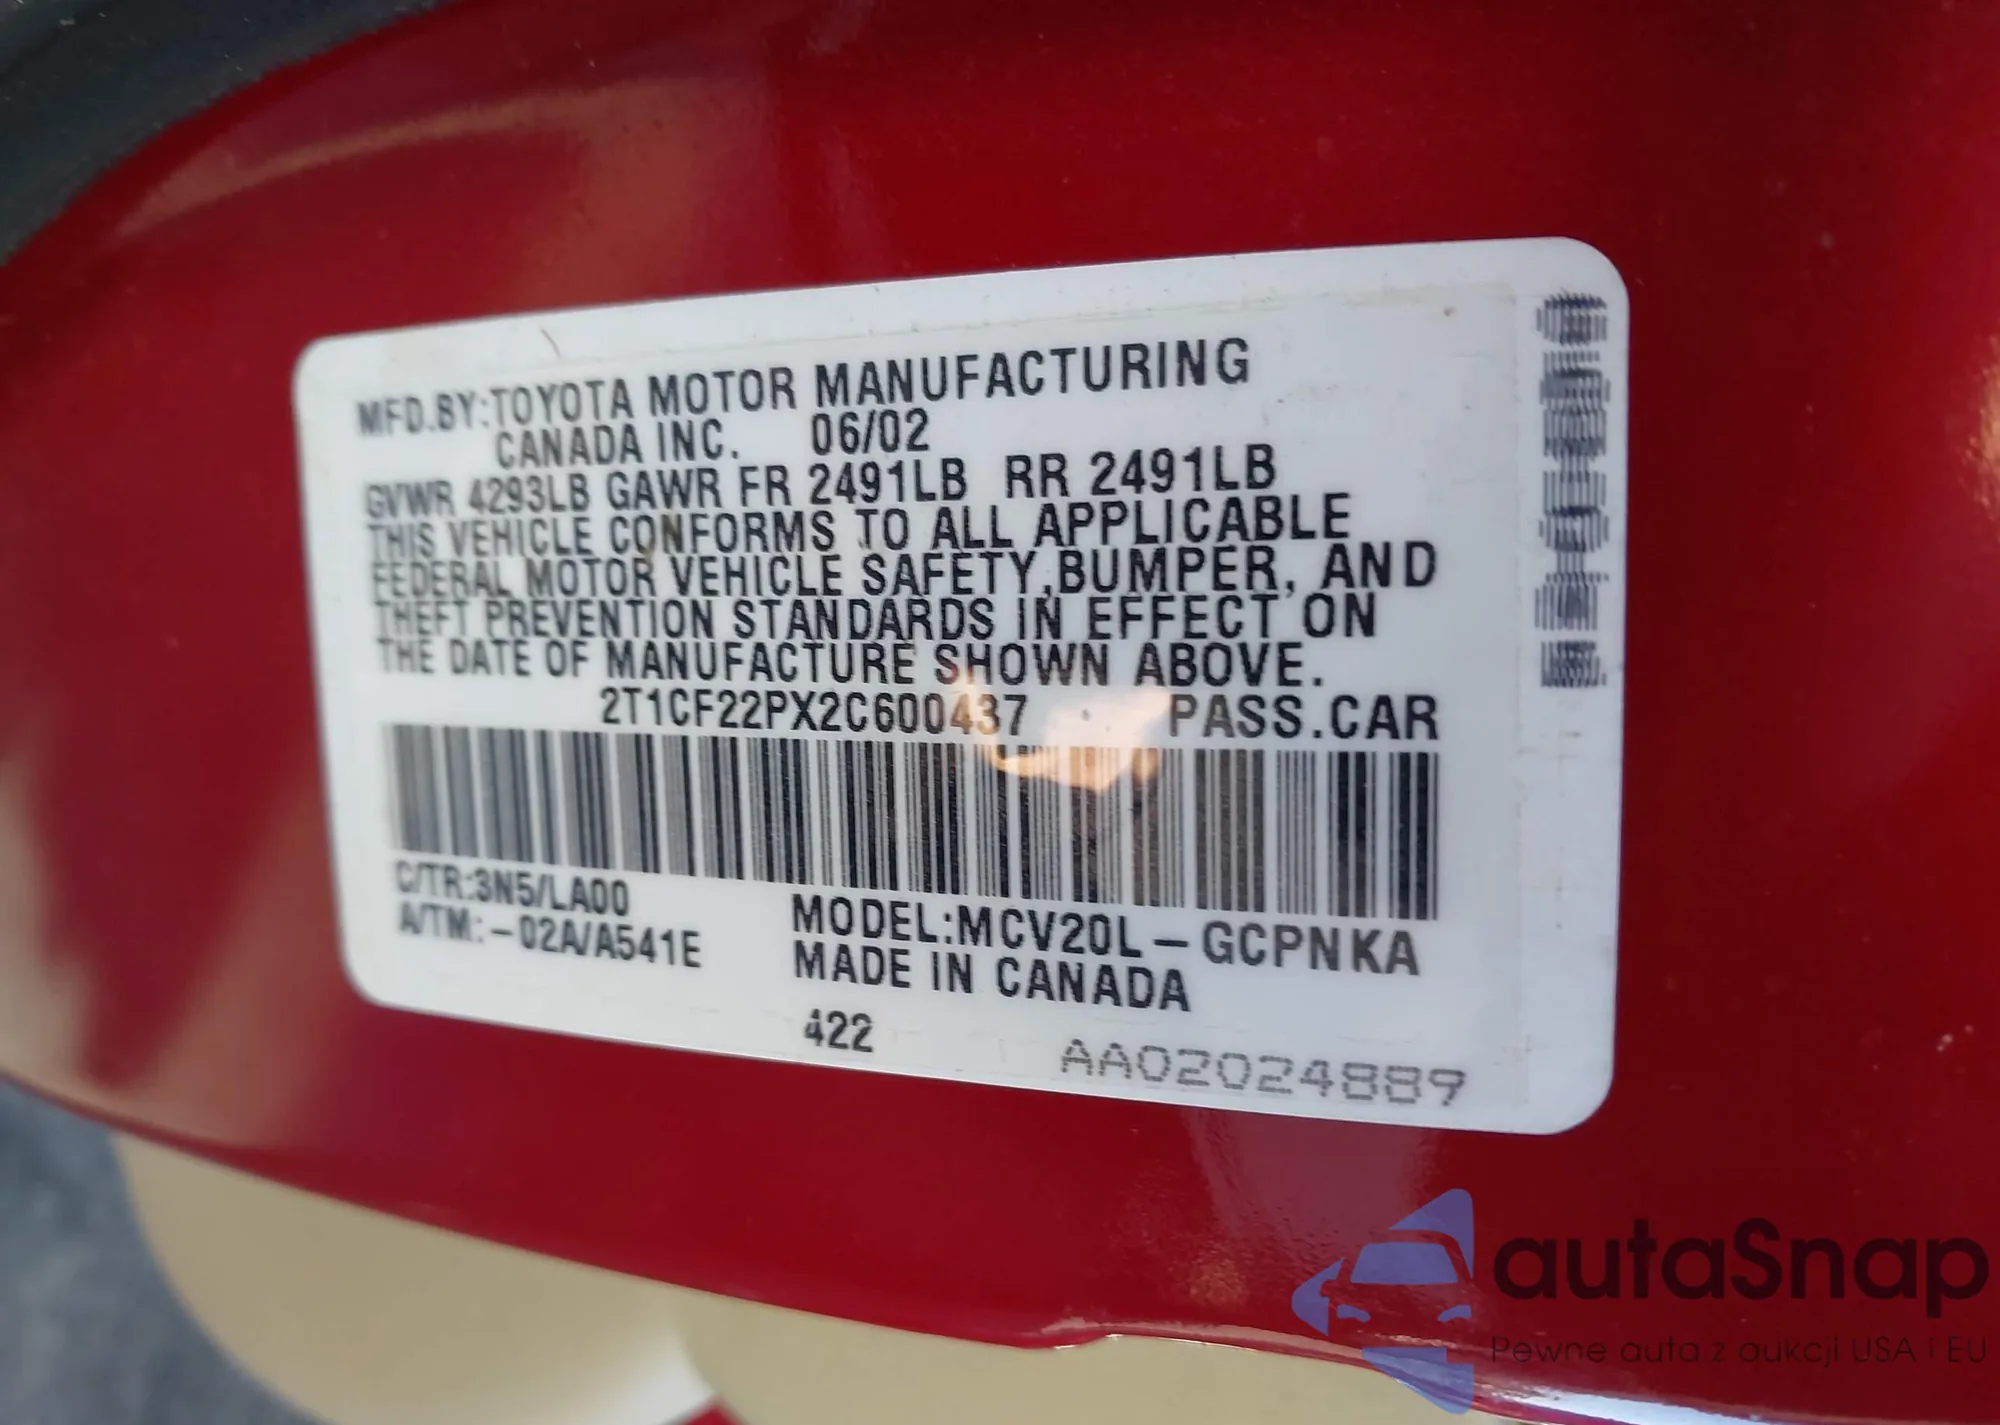 MFD.BY:TOYOTA MOTOR MANUFACTURING
CANADA INC. 06/02
GVWR 4293LB GAWR FR 2491LB RR 2491LB
THIS VEHICLE CONFORMS TO ALL APPLICABLE
FEDERAL MOTOR VEHICLE SAFETY,BUMPER, AND
THEFT PREVENTION STANDARDS IN EFFECT ON
THE DATE OF MANUFACTURE SHOWN ABOVE.
2T1CF22PX2C600437 PASS.CAR
C/TR:3N5/LA00
A/TM:-02A/A541E
MODEL:MCV20L-GCPNKA
MADE IN CANADA
422
AA02024889
autaSnap
Pewne auta z aukcji USA i EU